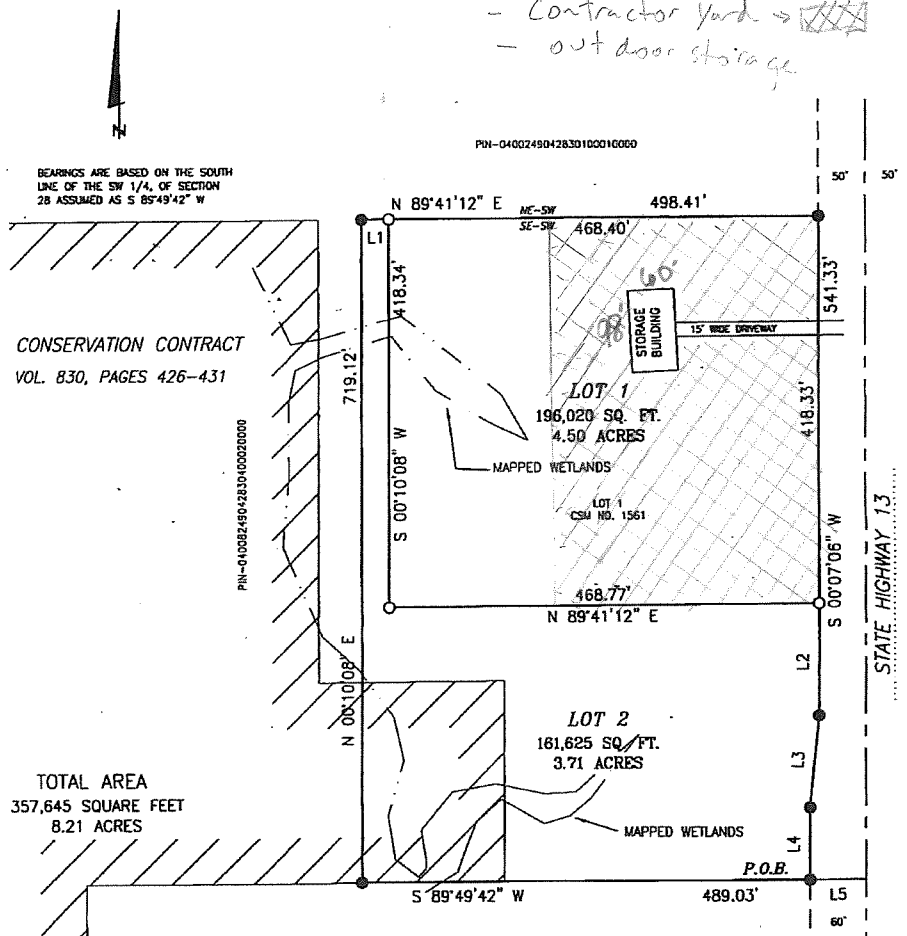 - Contractor Yard →
- outdoor storage
N
PIN-0400249042830100010000
BEARINGS ARE BASED ON THE SOUTH
LINE OF THE SW 1/4, OF SECTION
28 ASSUMED AS S 89°49'42" W
50' 50'
N 89°41'12" E NE-SW 498.41'
SE-SW 468.40'
L1
418.34'
541.33'
60'
98'
STORAGE
BUILDING
15' WIDE DRIVEWAY
CONSERVATION CONTRACT
VOL. 830, PAGES 426-431
719.12'
LOT 1
196,020 SQ. FT.
4.50 ACRES
418.33'
MAPPED WETLANDS
S 00°10'08" W
PIN-04008249042830400020000
LOT 1
CSM NO. 1561
S 00°07'06" W
STATE HIGHWAY 13
468.77'
N 89°41'12" E
N 00°10'08' E
L2
LOT 2
161,625 SQ. FT.
3.71 ACRES
L3
TOTAL AREA
357,645 SQUARE FEET
8.21 ACRES
MAPPED WETLANDS
L4
P.O.B.
S 89°49'42" W 489.03' L5
60'